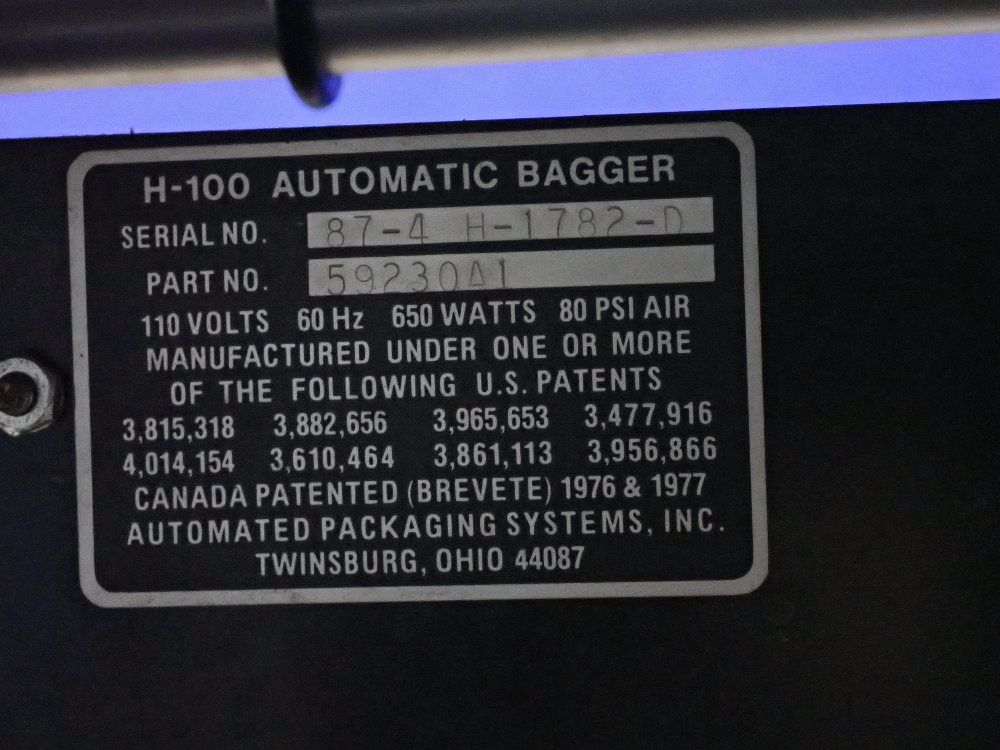 H-100 AUTOMATIC BAGGER
SERIAL NO. 87-4 H-1782-D
PART NO. 59230A1
110 VOLTS 60 Hz 650 WATTS 80 PSI AIR
MANUFACTURED UNDER ONE OR MORE
OF THE FOLLOWING U.S. PATENTS
3,815,318 3,882,656 3,965,653 3,477,916
4,014,154 3,610,464 3,861,113 3,956,866
CANADA PATENTED (BREVETE) 1976 & 1977
AUTOMATED PACKAGING SYSTEMS, INC.
TWINSBURG, OHIO 44087